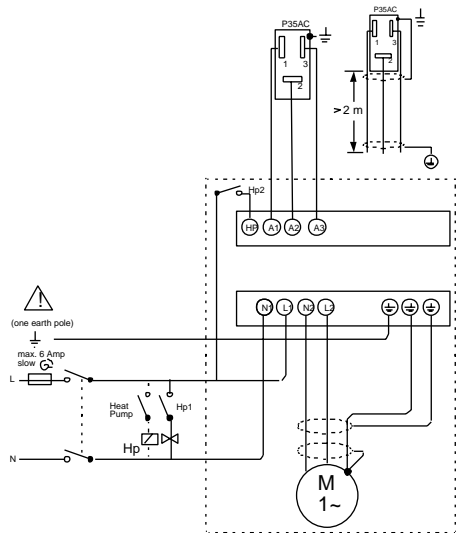 P35AC
1
3
2
P35AC
1
3
2
> 2 m
Hp2
HP A1 A2 A3
N1 L1 N2 L2
(one earth pole)
max. 6 Amp
slow
L
Heat
Pump
Hp1
Hp
N
M
1~